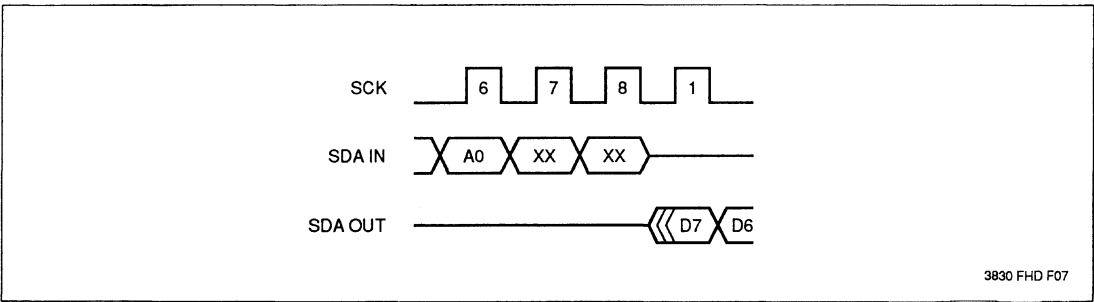 SCK 6 7 8 1
SDA IN A0 XX XX
SDA OUT D7 D6
3830 FHD F07